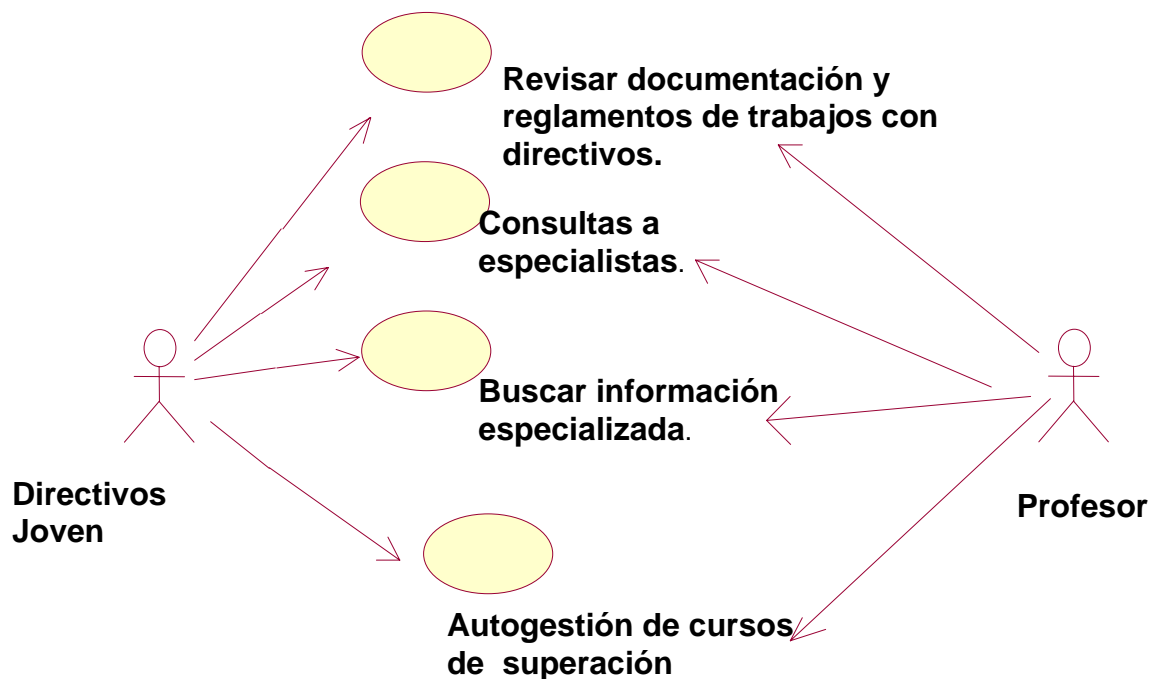 Revisar documentación y
reglamentos de trabajos con
directivos.
Consultas a
especialistas.
Buscar información
especializada.
Directivos
Joven
Profesor
Autogestión de cursos
de superación